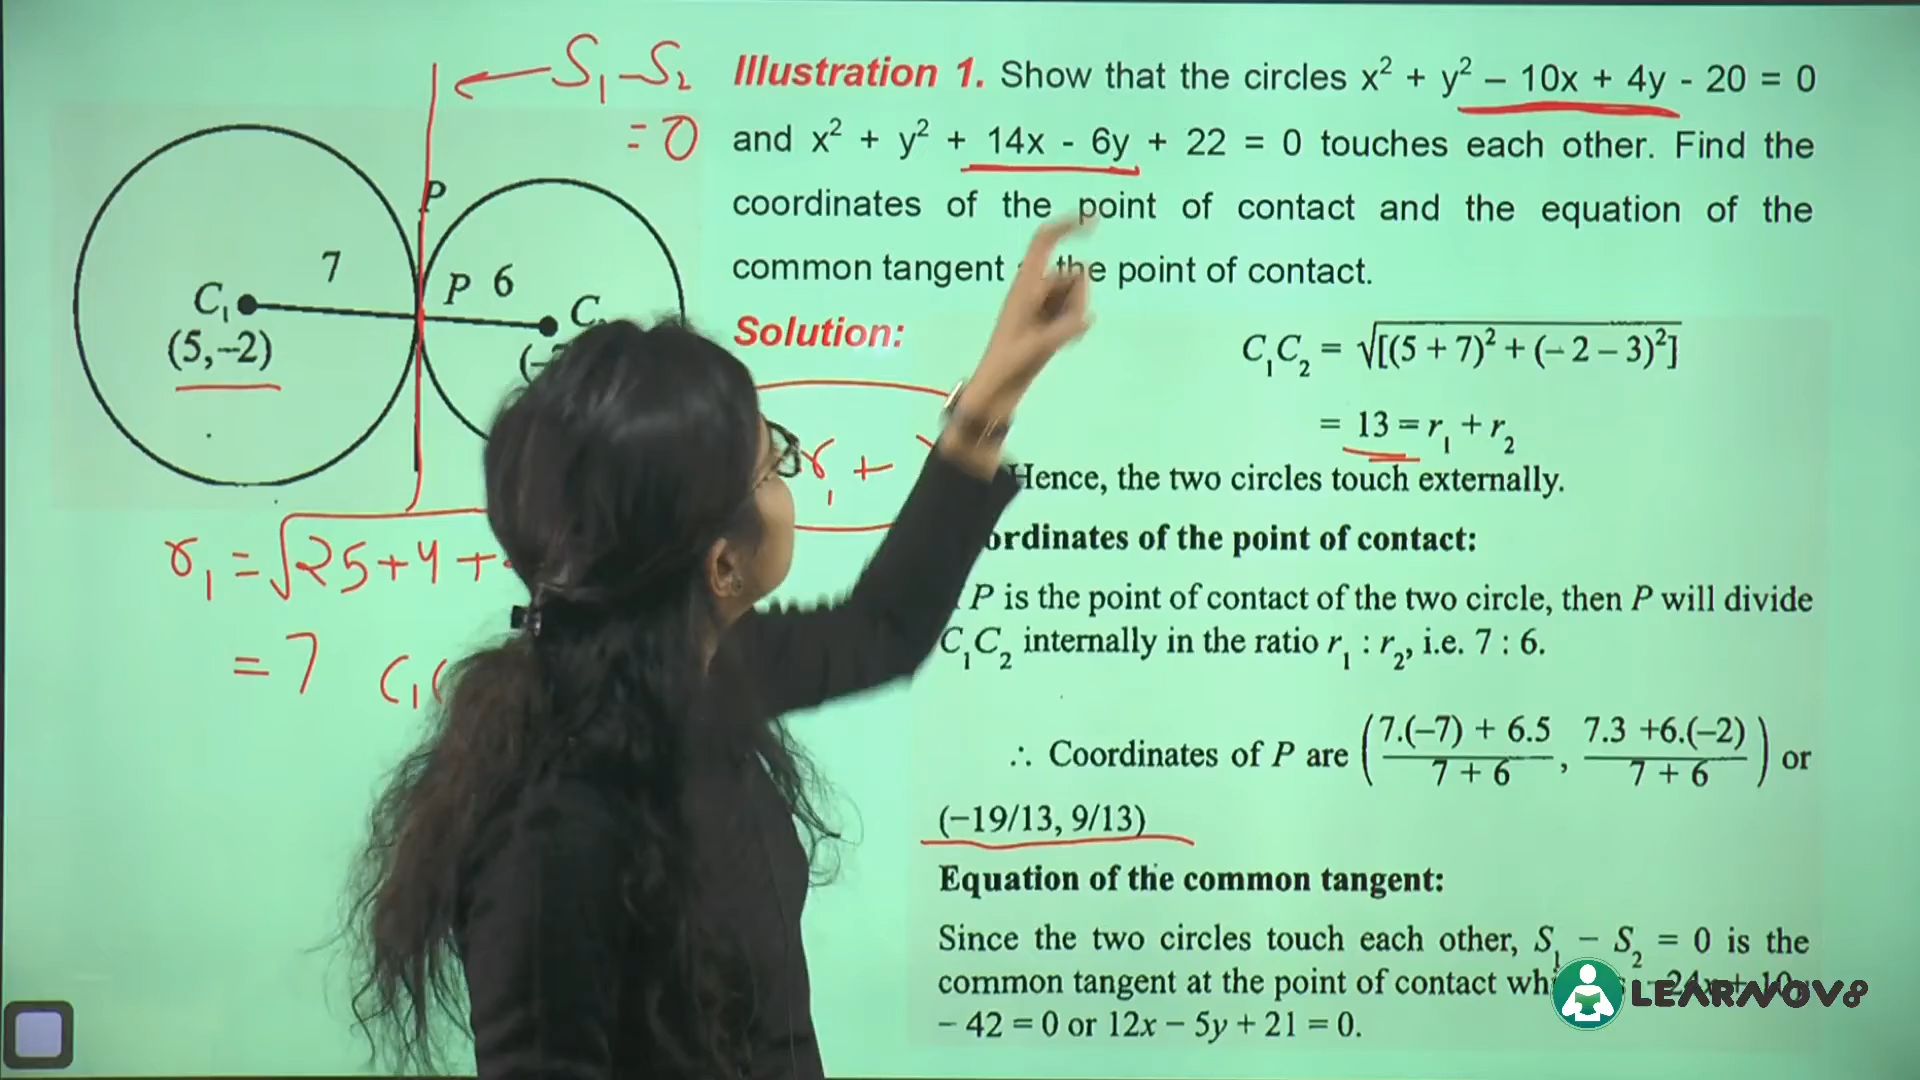 S₁-S₂
= 0
P
7
P 6
C₁
(5,–2)
r₁ = √25+4+
= 7
C₁
r₁ +
Illustration 1. Show that the circles x² + y² – 10x + 4y - 20 = 0
and x² + y² + 14x - 6y + 22 = 0 touches each other. Find the
coordinates of the point of contact and the equation of the
common tangent the point of contact.
Solution:
C₁C₂ = √[(5 + 7)² + (– 2 – 3)²]
= 13 = r₁ + r₂
Hence, the two circles touch externally.
ordinates of the point of contact:
P is the point of contact of the two circle, then P will divide
C₁C₂ internally in the ratio r₁ : r₂, i.e. 7 : 6.
∴ Coordinates of P are (7.(–7) + 6.5 / 7 + 6, 7.3 +6.(–2) / 7 + 6) or
(–19/13, 9/13)
Equation of the common tangent:
Since the two circles touch each other, S₁ – S₂ = 0 is the
common tangent at the point of contact 24x + 10y
– 42 = 0 or 12x – 5y + 21 = 0.
LEARNOV8